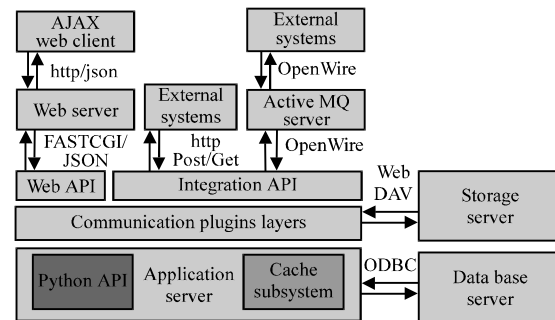 AJAX
web client
External
systems
http/json
OpenWire
Web server
External
systems
Active MQ
server
FASTCGI/
JSON
http
Post/Get
OpenWire
Web API
Integration API
Web
DAV
Storage
server
Communication plugins layers
Python API
Application
server
Cache
subsystem
ODBC
Data base
server